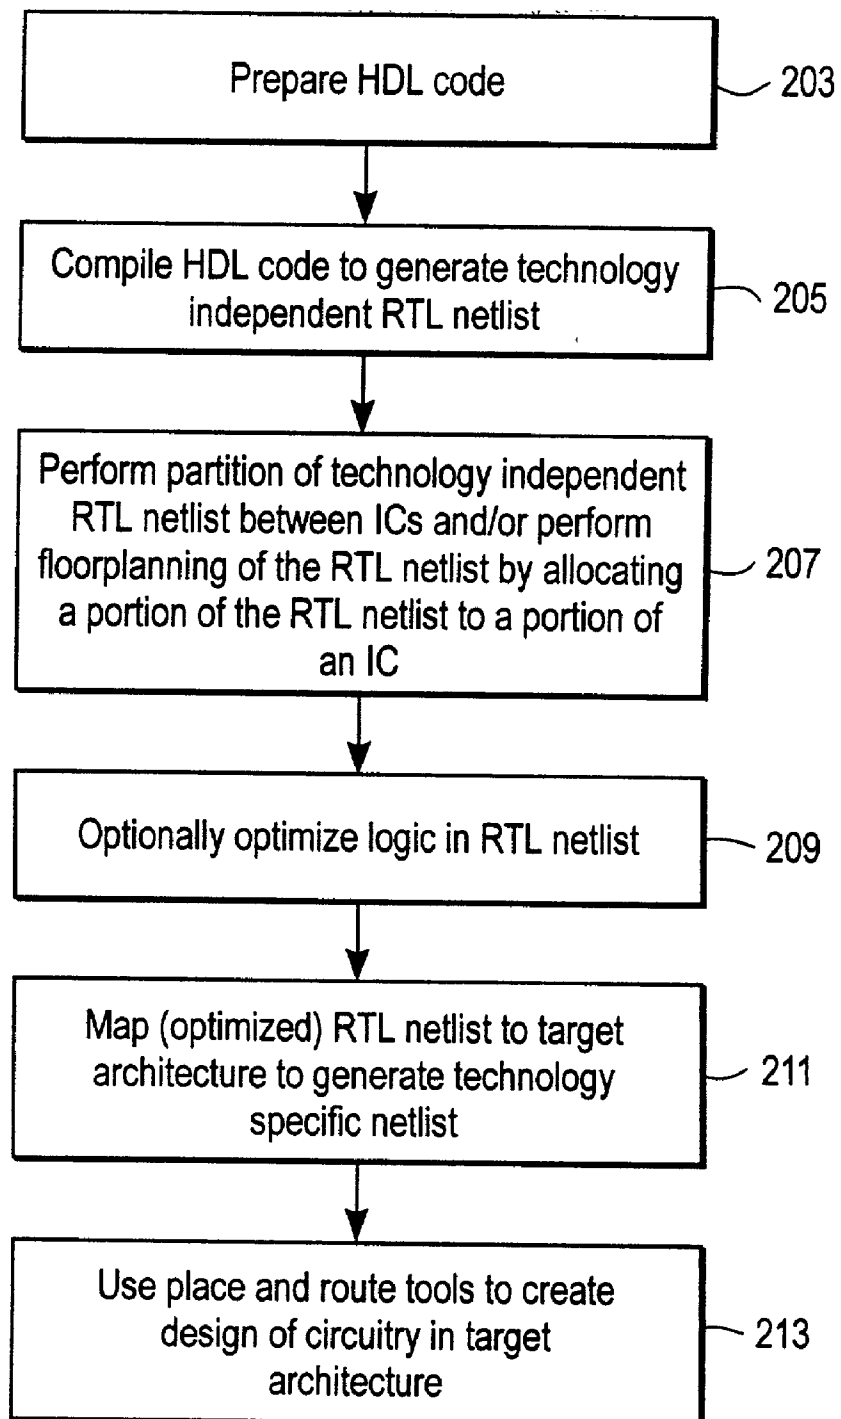 Prepare HDL code
203
Compile HDL code to generate technology
independent RTL netlist
205
Perform partition of technology independent
RTL netlist between ICs and/or perform
floorplanning of the RTL netlist by allocating
a portion of the RTL netlist to a portion of
an IC
207
Optionally optimize logic in RTL netlist
209
Map (optimized) RTL netlist to target
architecture to generate technology
specific netlist
211
Use place and route tools to create
design of circuitry in target
architecture
213